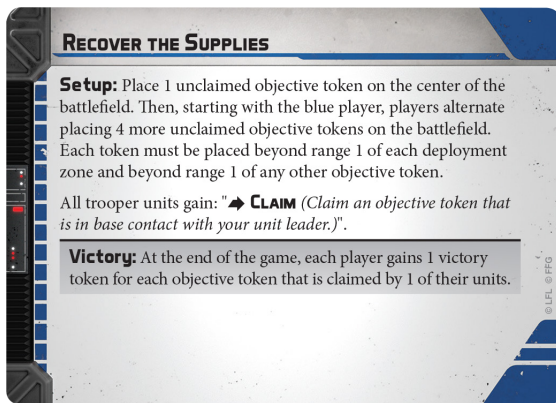 Recover the Supplies
Setup: Place 1 unclaimed objective token on the center of the
battlefield. Then, starting with the blue player, players alternate
placing 4 more unclaimed objective tokens on the battlefield.
Each token must be placed beyond range 1 of each deployment
zone and beyond range 1 of any other objective token.
All trooper units gain: "➔ Claim (Claim an objective token that
is in base contact with your unit leader.)".
Victory: At the end of the game, each player gains 1 victory
token for each objective token that is claimed by 1 of their units.
© LFL © FFG